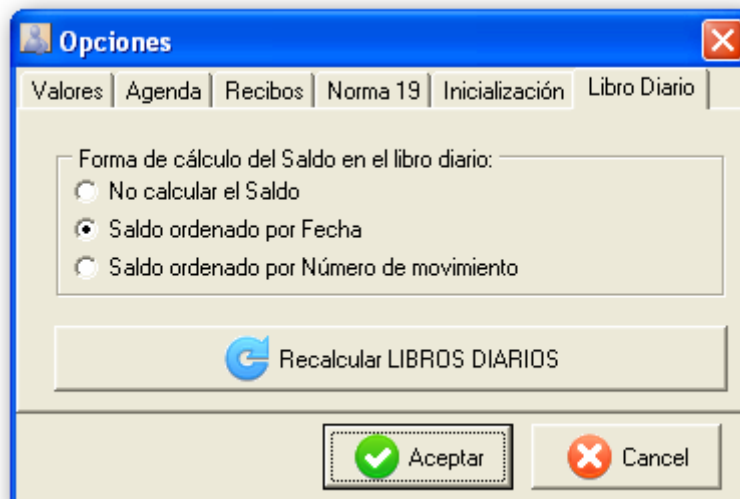 Opciones
Valores Agenda Recibos Norma 19 Inicialización Libro Diario
Forma de cálculo del Saldo en el libro diario:
No calcular el Saldo
Saldo ordenado por Fecha
Saldo ordenado por Número de movimiento
Recalcular LIBROS DIARIOS
Aceptar Cancel